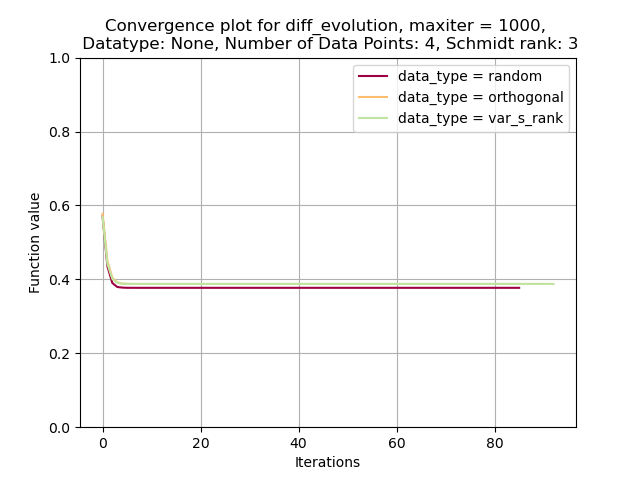 Convergence plot for diff_evolution, maxiter = 1000,
Datatype: None, Number of Data Points: 4, Schmidt rank: 3
1.0
data_type = random
data_type = orthogonal
data_type = var_s_rank
0.8
0.6
Function value
0.4
0.2
0.0
0 20 40 60 80
Iterations